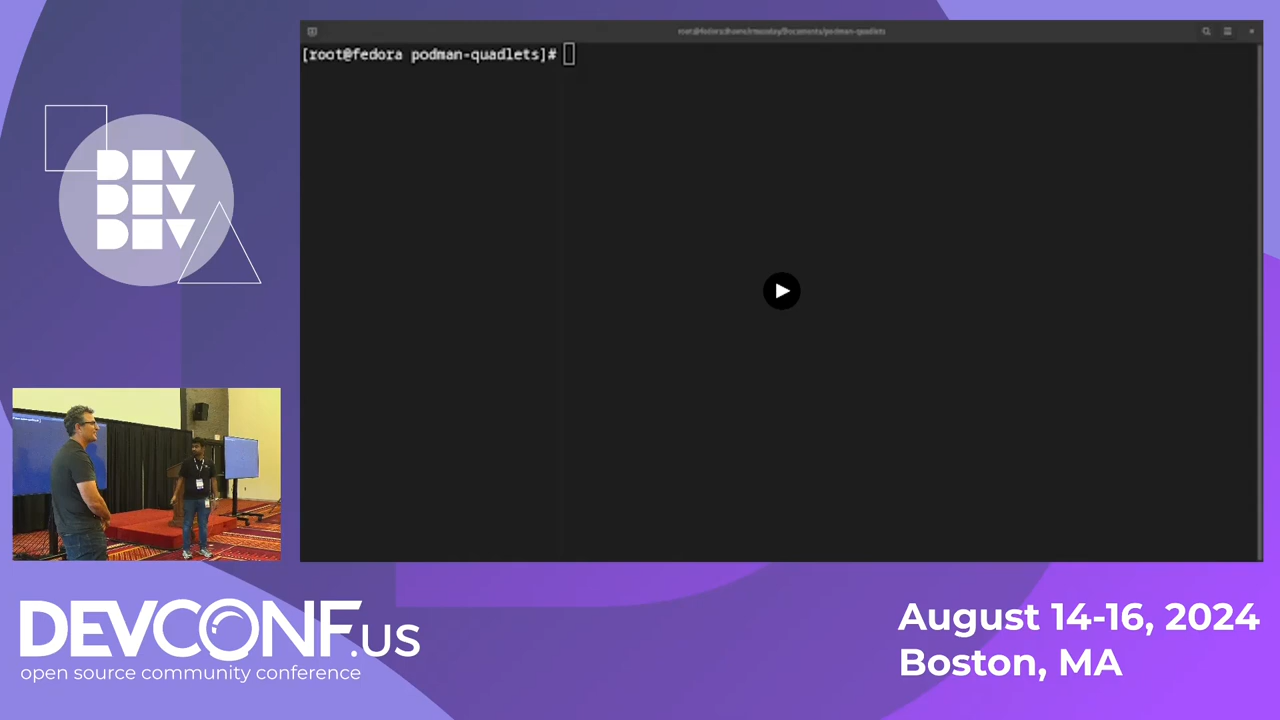 [root@fedora podman-quadlets]#
DEV
DEV
DEV
DEVCONF.US
open source community conference
August 14-16, 2024
Boston, MA